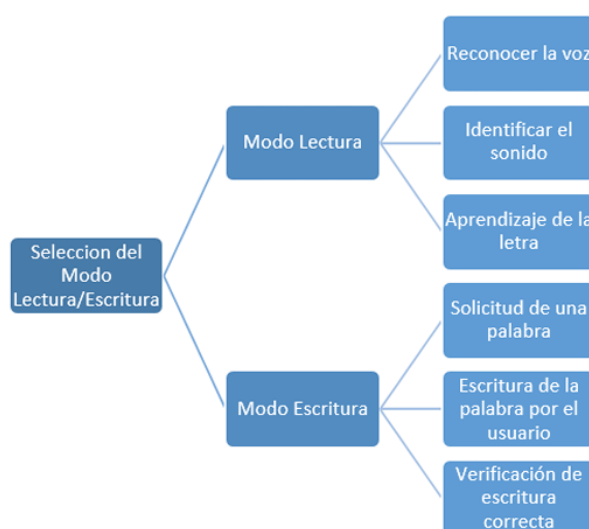 Reconocer la voz
Identificar el
sonido
Modo Lectura
Aprendizaje de la
letra
Seleccion del
Modo
Lectura/Escritura
Solicitud de una
palabra
Modo Escritura
Escritura de la
palabra por el
usuario
Verificación de
escritura
correcta